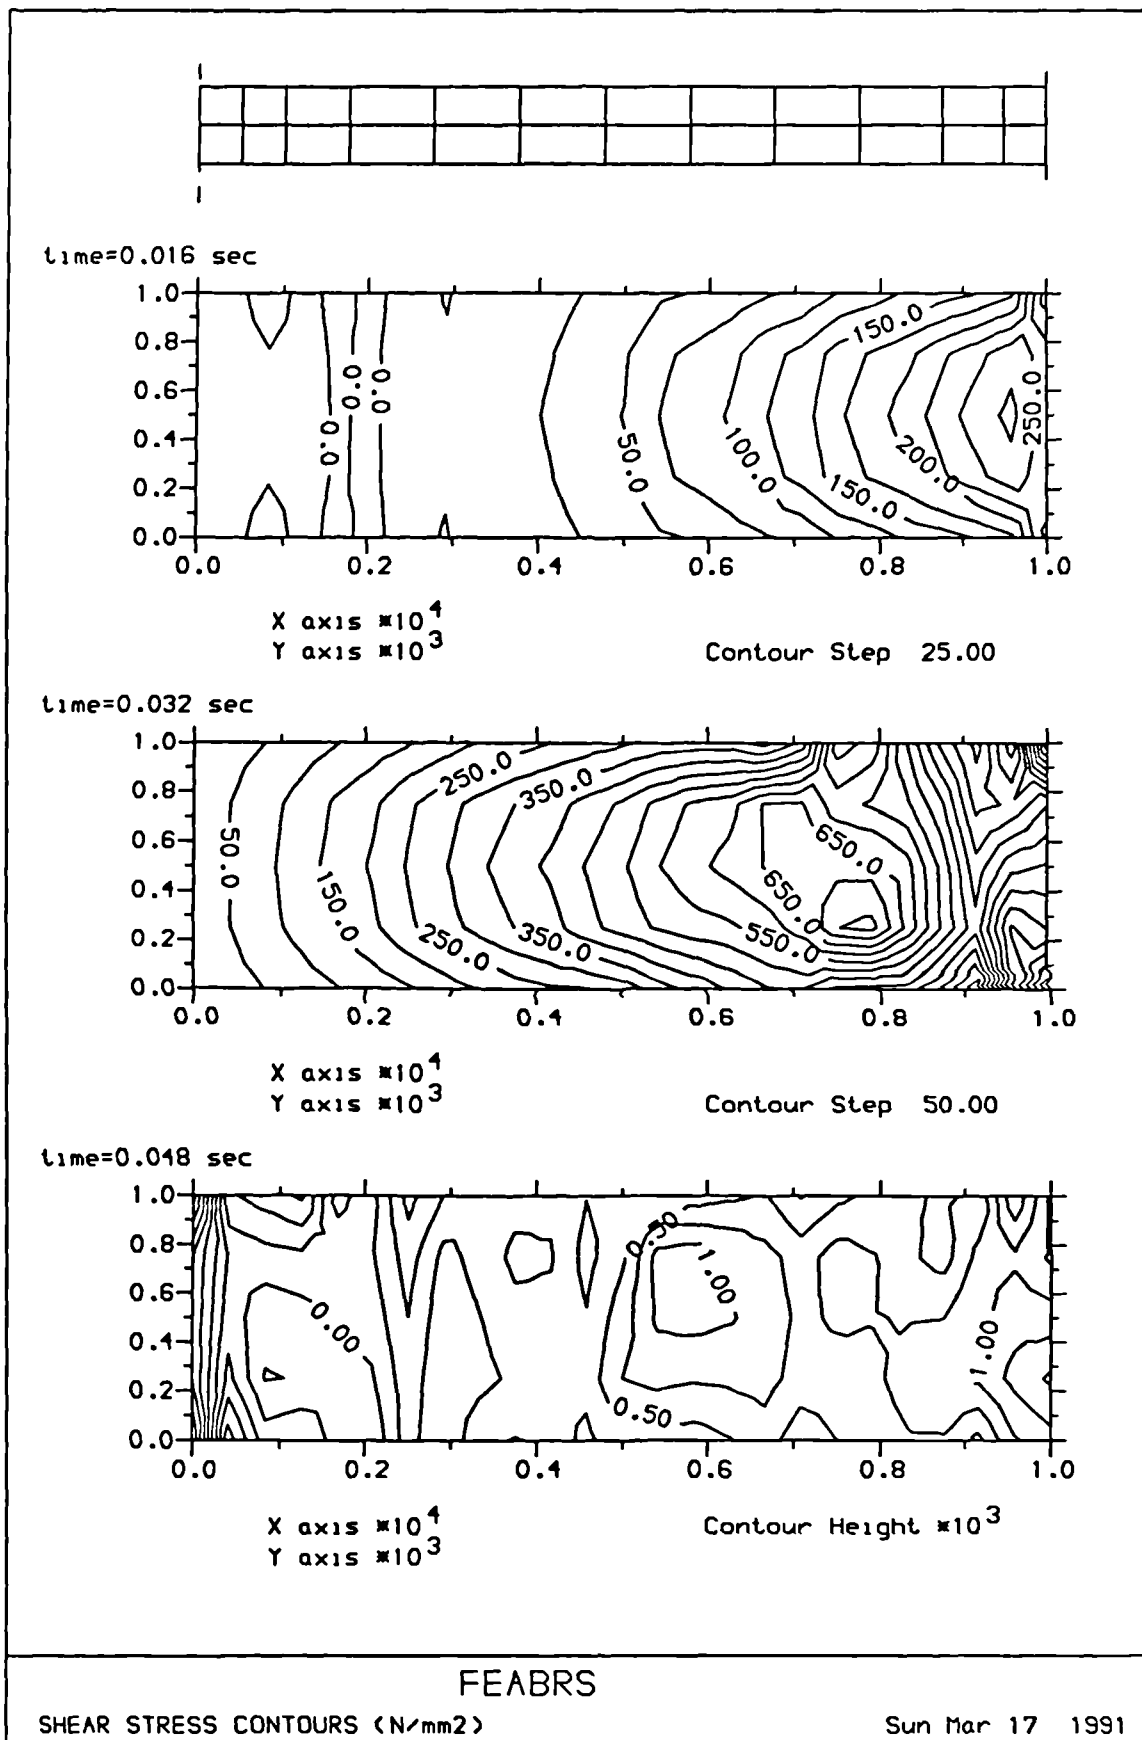 time=0.016 sec
1.0
0.8
0.6
0.4
0.2
0.0
0.0 0.0 0.0 50.0 100.0 150.0 150.0 200.0 250.0
0.0 0.2 0.4 0.6 0.8 1.0
X axis *10^4
Y axis *10^3 Contour Step 25.00
time=0.032 sec
1.0
0.8
0.6
0.4
0.2
0.0
50.0 150.0 250.0 250.0 350.0 350.0 550.0 650.0 650.0
0.0 0.2 0.4 0.6 0.8 1.0
X axis *10^4
Y axis *10^3 Contour Step 50.00
time=0.048 sec
1.0
0.8
0.6
0.4
0.2
0.0
0.00 0.50 0.50 1.00 1.00
0.0 0.2 0.4 0.6 0.8 1.0
X axis *10^4 Contour Height *10^3
Y axis *10^3
FEABRS
SHEAR STRESS CONTOURS (N/mm2) Sun Mar 17 1991